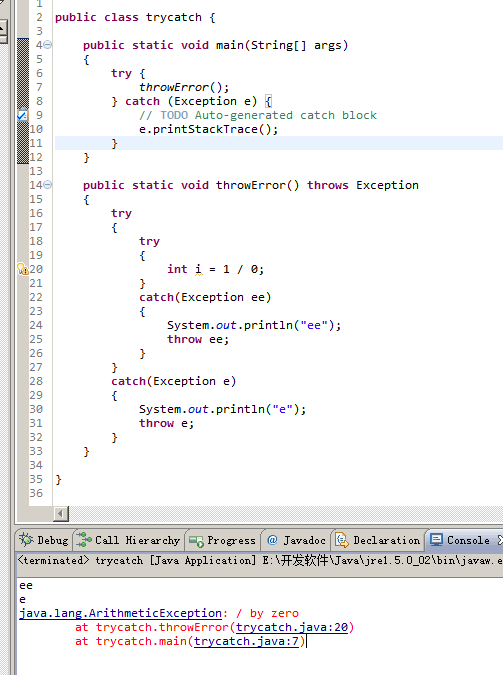 1
2 public class trycatch {
3
4 public static void main(String[] args)
5 {
6 try {
7 throwError();
8 } catch (Exception e) {
9 // TODO Auto-generated catch block
10 e.printStackTrace();
11 }
12 }
13
14 public static void throwError() throws Exception
15 {
16 try
17 {
18 try
19 {
20 int i = 1 / 0;
21 }
22 catch(Exception ee)
23 {
24 System.out.println("ee");
25 throw ee;
26 }
27 }
28 catch(Exception e)
29 {
30 System.out.println("e");
31 throw e;
32 }
33 }
34
35 }
36
Debug Call Hierarchy Progress @ Javadoc Declaration Console
<terminated> trycatch [Java Application] E:\开发软件\Java\jre1.5.0_02\bin\javaw.e
ee
e
java.lang.ArithmeticException: / by zero
at trycatch.throwError(trycatch.java:20)
at trycatch.main(trycatch.java:7)